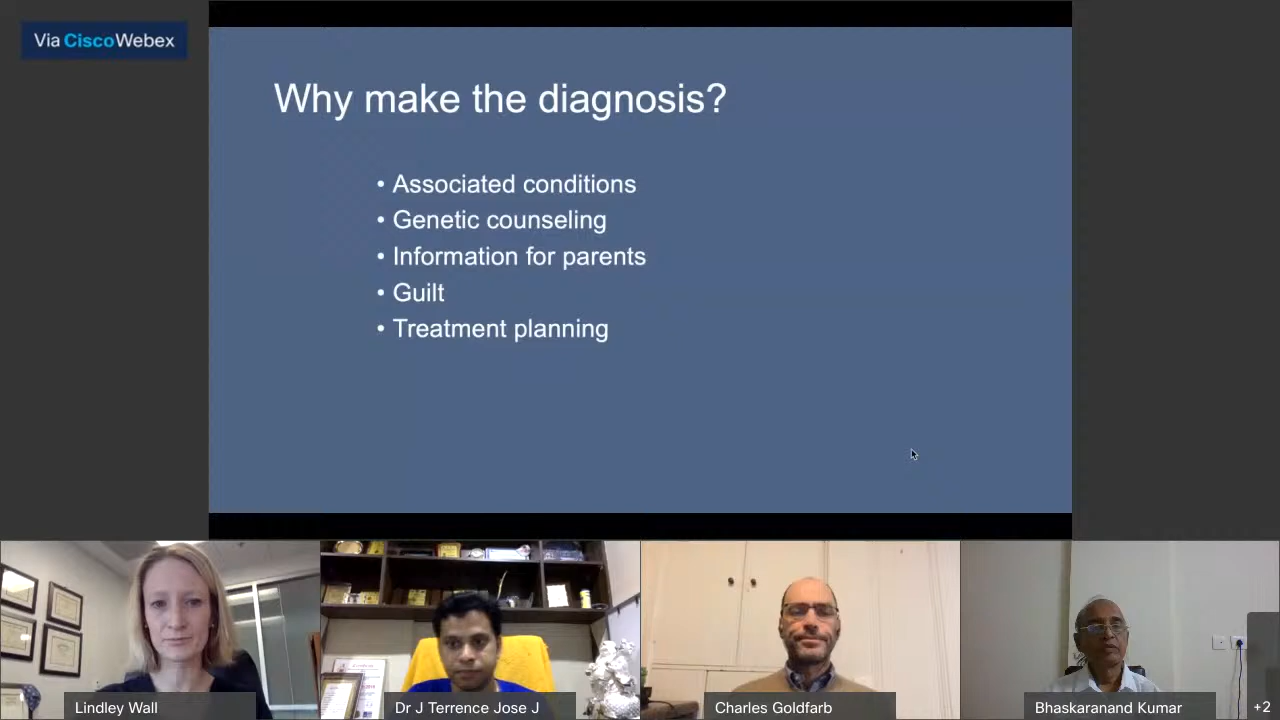 Via CiscoWebex
Why make the diagnosis?
• Associated conditions
• Genetic counseling
• Information for parents
• Guilt
• Treatment planning
Lindley Wall
Dr J Terrence Jose J
Charles Goldfarb
Bhaskaranand Kumar
+2